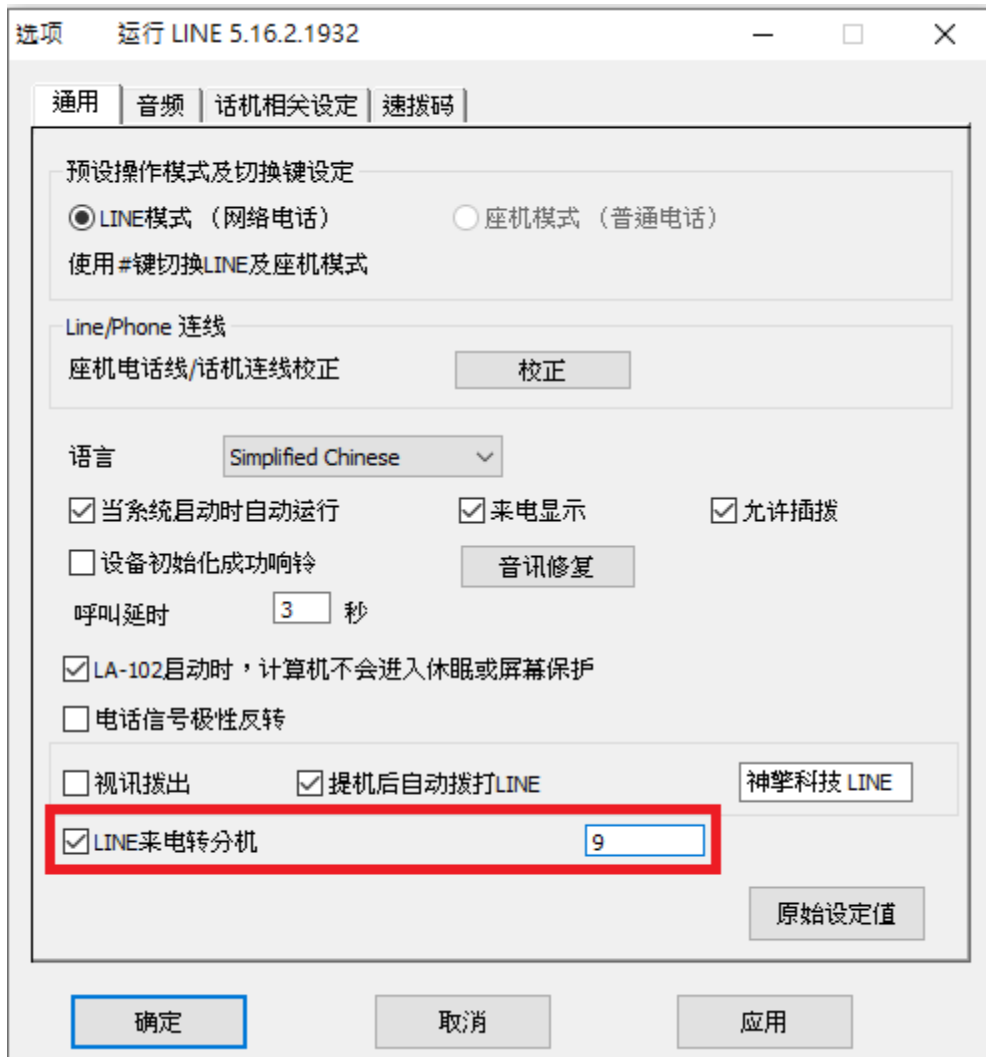 选项 运行 LINE 5.16.2.1932
通用 音频 话机相关设定 速拨码
预设操作模式及切换键设定
LINE模式 （网络电话） 座机模式 （普通电话）
使用#键切换LINE及座机模式
Line/Phone 连线
座机电话线/话机连线校正 校正
语言 Simplified Chinese
当系统启动时自动运行 来电显示 允许插拨
设备初始化成功响铃 音讯修复
呼叫延时 3 秒
LA-102启动时，计算机不会进入休眠或屏幕保护
电话信号极性反转
视讯拨出 提机后自动拨打LINE 神擎科技 LINE
LINE来电转分机 9
原始设定值
确定 取消 应用